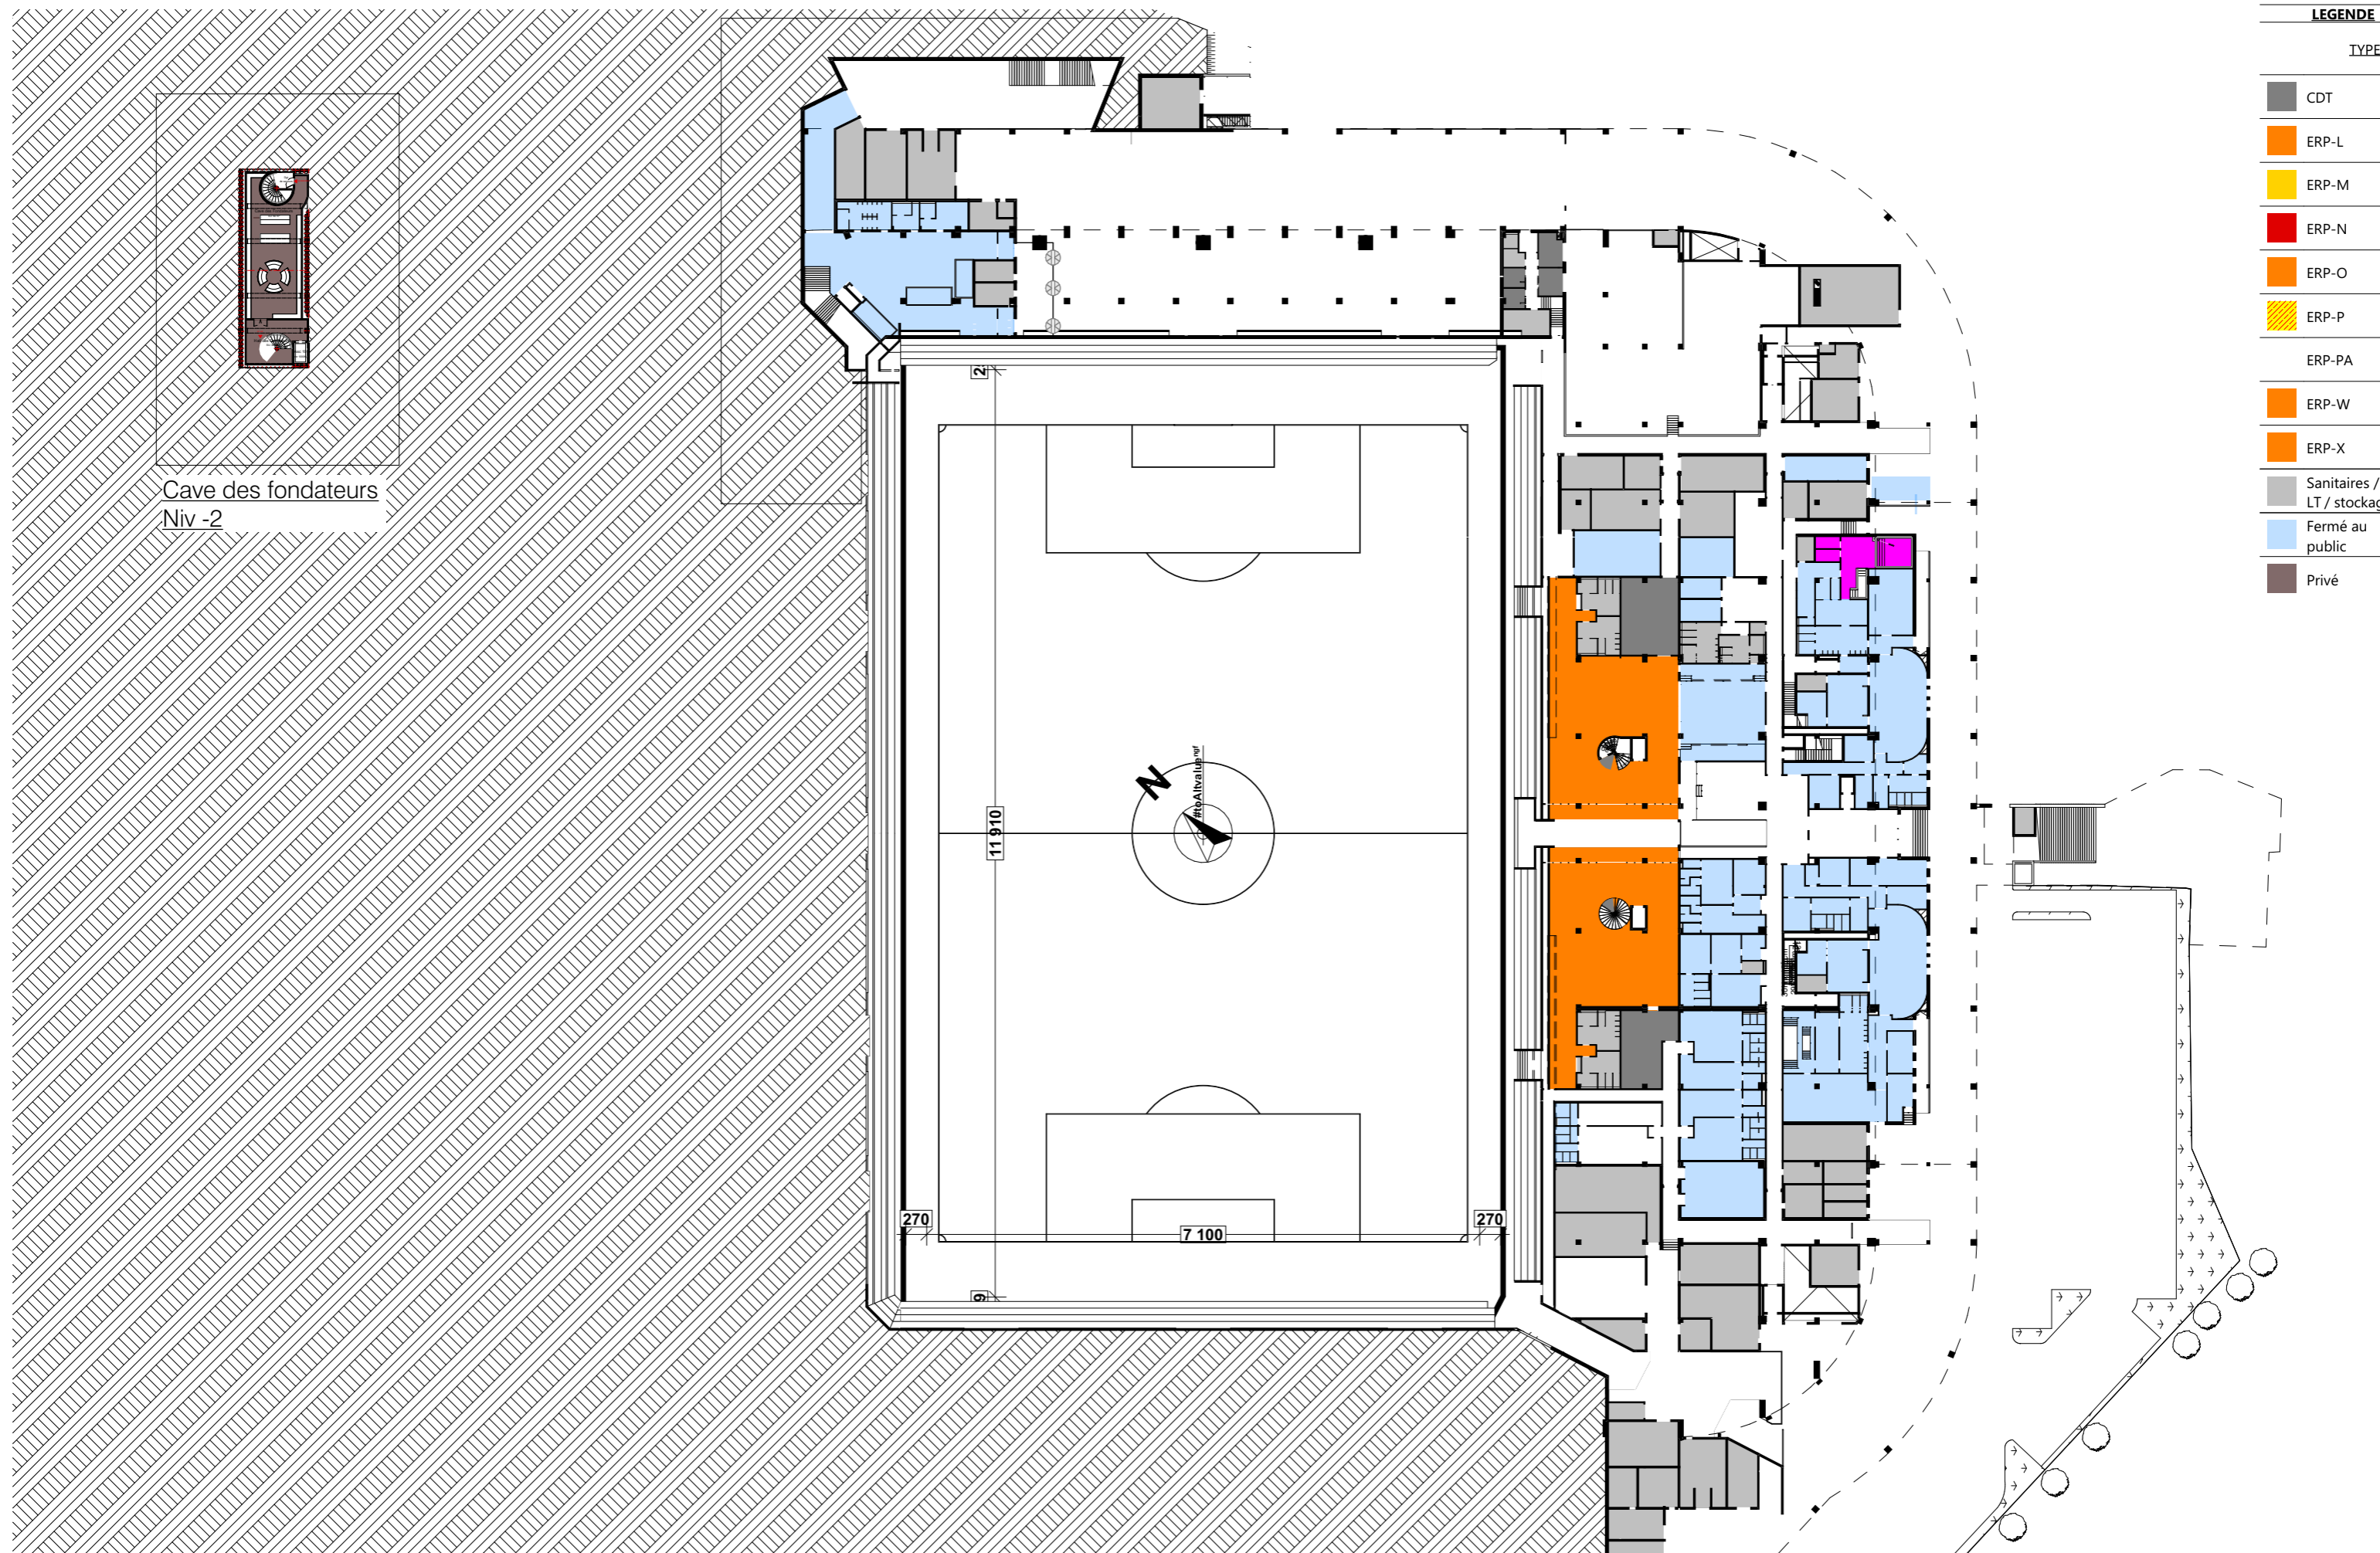 LEGENDE
TYPE
CDT
ERP-L
ERP-M
ERP-N
ERP-O
ERP-P
ERP-PA
ERP-W
ERP-X
Sanitaires /
LT / stockag
Fermé au
public
Privé
Cave des fondateurs
Niv -2
N
#toAltvalue
11 910
270
7 100
270